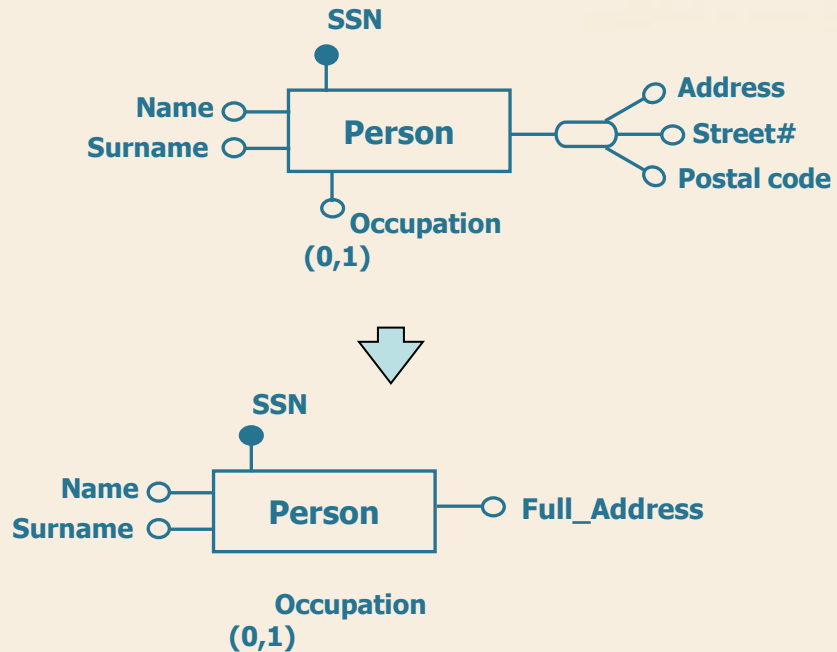 SSN
Name
Surname
Person
Address
Street#
Postal code
Occupation
(0,1)
SSN
Name
Surname
Person
Full_Address
Occupation
(0,1)